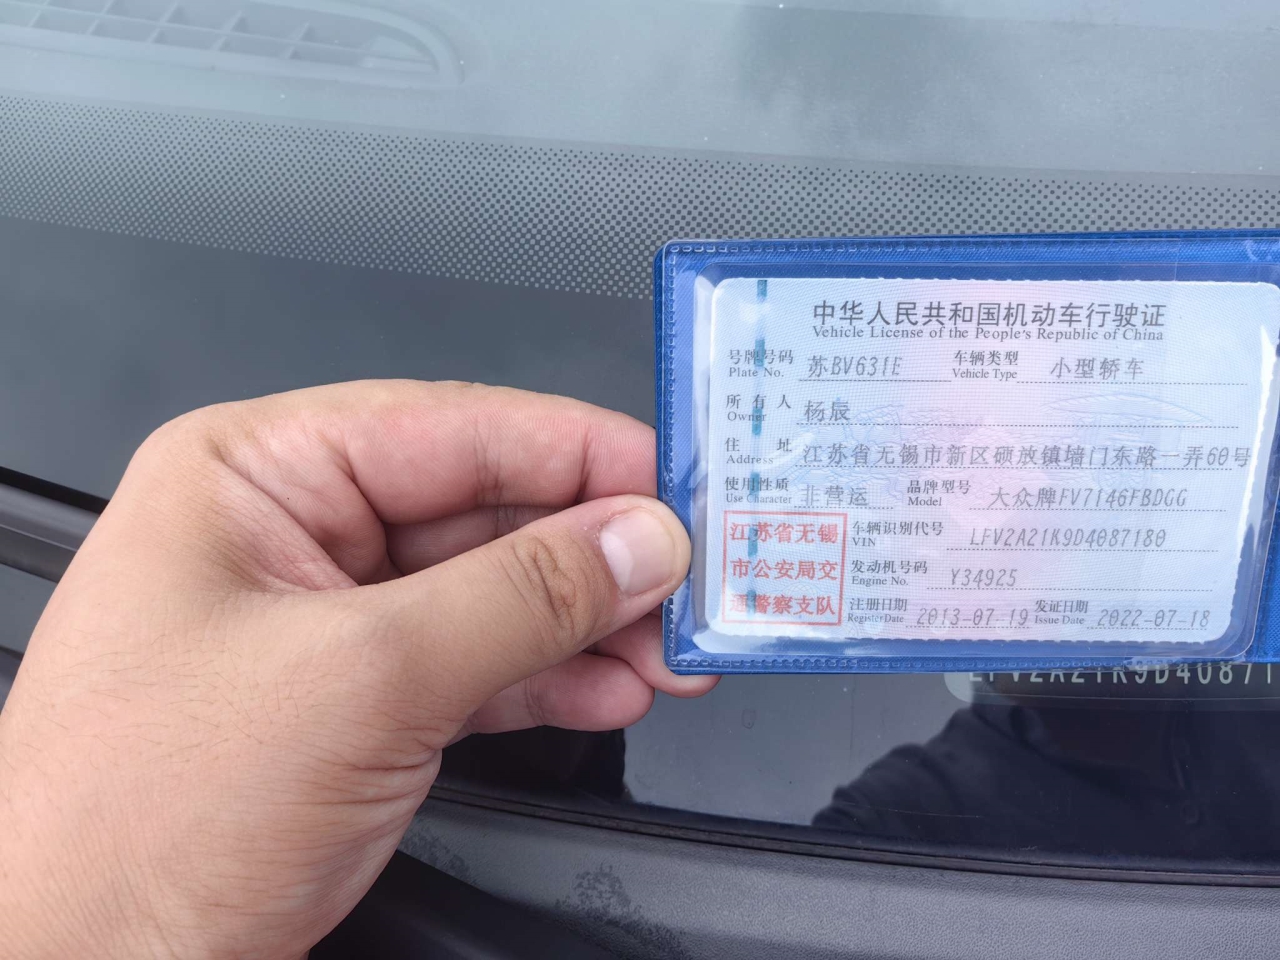 中华人民共和国机动车行驶证
Vehicle License of the People's Republic of China
号牌号码 苏BV631E 车辆类型 小型轿车
Plate No. Vehicle Type
所有人 杨辰
Owner
住址 江苏省无锡市新区硕放镇墙门东路一弄60号
Address
使用性质 非营运 品牌型号 大众牌FV7146FBDGG
Use Character Model
江苏省无锡
市公安局交
通警察支队
车辆识别代号 LFV2A21K9D4087180
VIN
发动机号码 Y34925
Engine No.
注册日期 2013-07-19 发证日期 2022-07-18
Register Date Issue Date
LFV2A21K9D40871